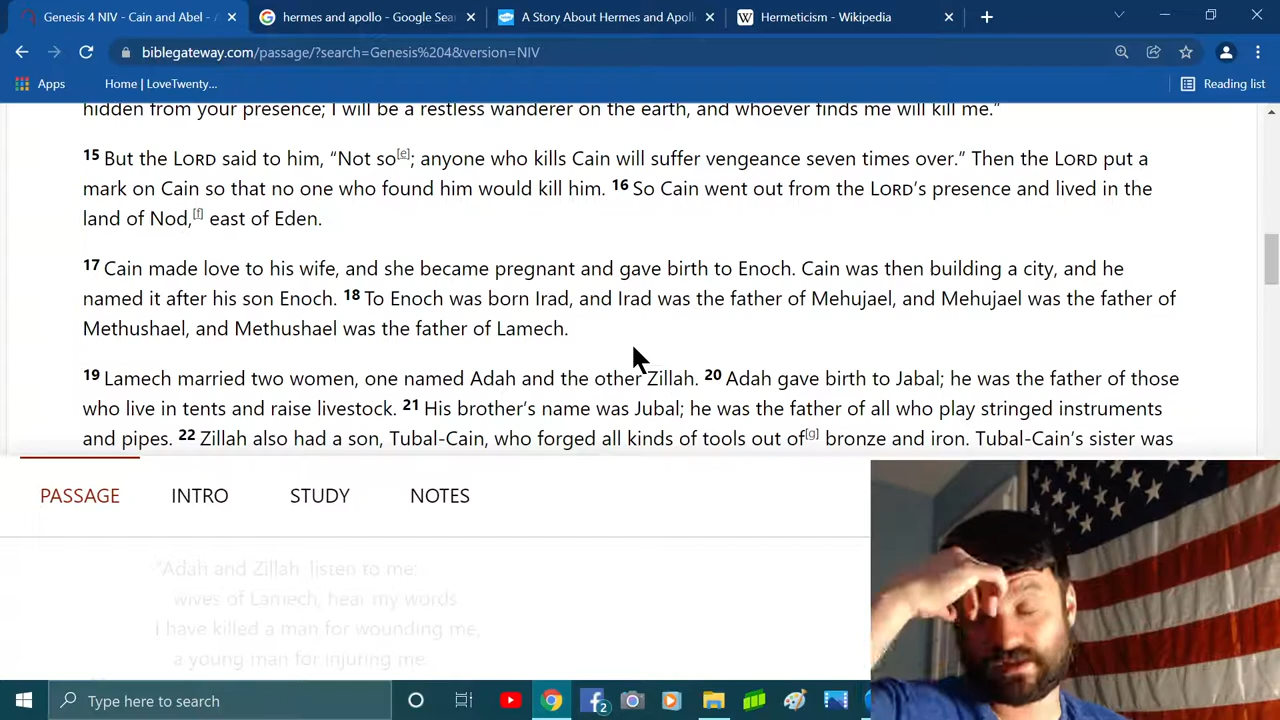 Genesis 4 NIV - Cain and Abel -
hermes and apollo - Google Sea
A Story About Hermes and Apoll
W Hermeticism - Wikipedia
biblegateway.com/passage/?search=Genesis%204&version=NIV
Apps Home | LoveTwenty... Reading list
hidden from your presence; I will be a restless wanderer on the earth, and whoever finds me will kill me.”
15 But the LORD said to him, “Not so[e]; anyone who kills Cain will suffer vengeance seven times over.” Then the LORD put a
mark on Cain so that no one who found him would kill him. 16 So Cain went out from the LORD’s presence and lived in the
land of Nod,[f] east of Eden.
17 Cain made love to his wife, and she became pregnant and gave birth to Enoch. Cain was then building a city, and he
named it after his son Enoch. 18 To Enoch was born Irad, and Irad was the father of Mehujael, and Mehujael was the father of
Methushael, and Methushael was the father of Lamech.
19 Lamech married two women, one named Adah and the other Zillah. 20 Adah gave birth to Jabal; he was the father of those
who live in tents and raise livestock. 21 His brother’s name was Jubal; he was the father of all who play stringed instruments
and pipes. 22 Zillah also had a son, Tubal-Cain, who forged all kinds of tools out of[g] bronze and iron. Tubal-Cain’s sister was
PASSAGE INTRO STUDY NOTES
“Adah and Zillah, listen to me;
wives of Lamech, hear my words.
I have killed a man for wounding me,
a young man for injuring me.
Type here to search
2